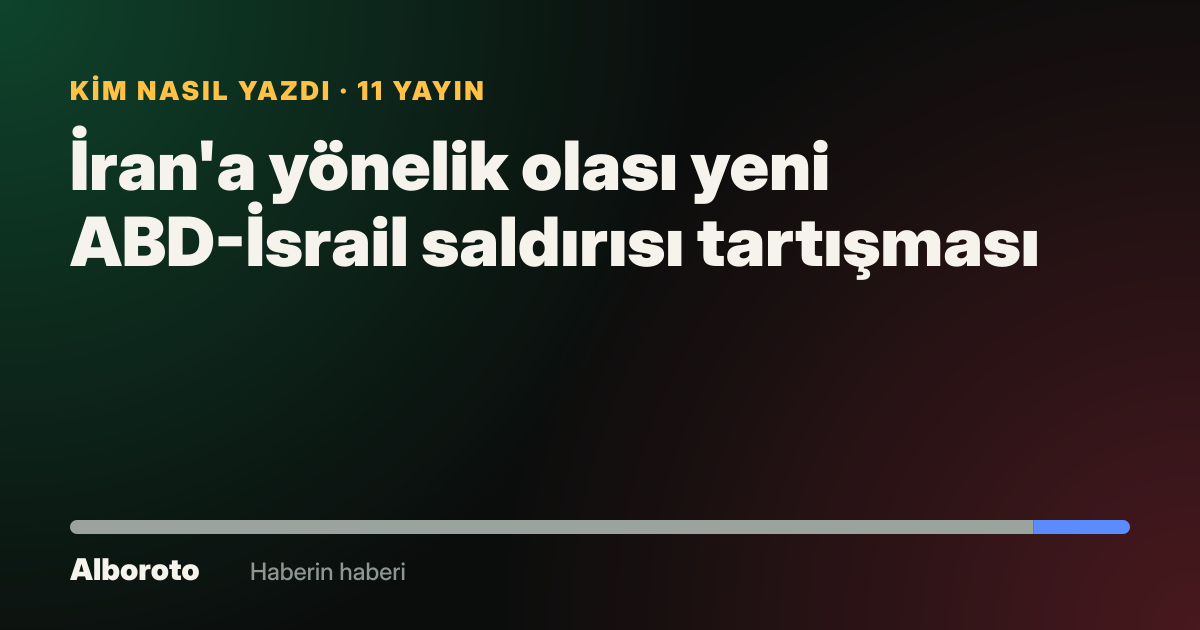 KİM NASIL YAZDI · 11 YAYIN
İran'a yönelik olası yeni
ABD-İsrail saldırısı tartışması
Alboroto
Haberin haberi